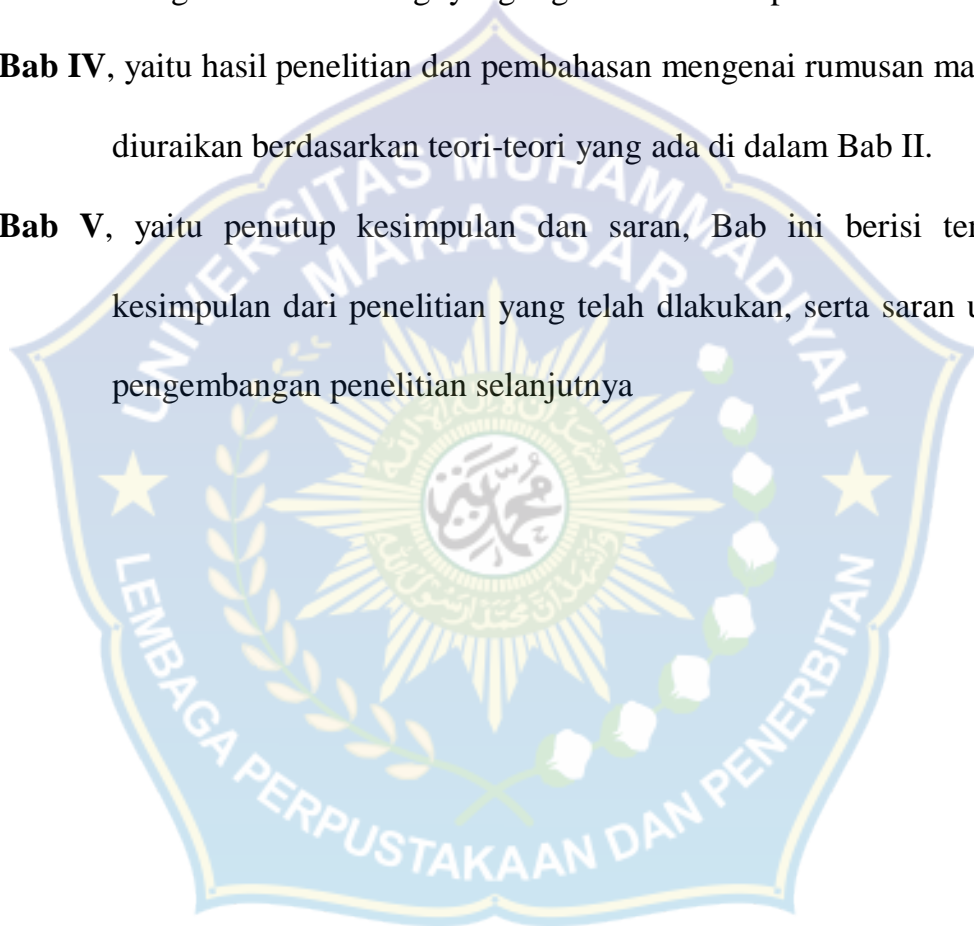 Bab IV, yaitu hasil penelitian dan pembahasan mengenai rumusan ma
diuraikan berdasarkan teori-teori yang ada di dalam Bab II.
Bab V, yaitu penutup kesimpulan dan saran, Bab ini berisi ten
kesimpulan dari penelitian yang telah dlakukan, serta saran u
pengembangan penelitian selanjutnya
UNIVERSITAS MUHAMMADIYAH
MAKASSAR
محمدية
LEMBAGA PERPUSTAKAAN DAN PENERBITAN